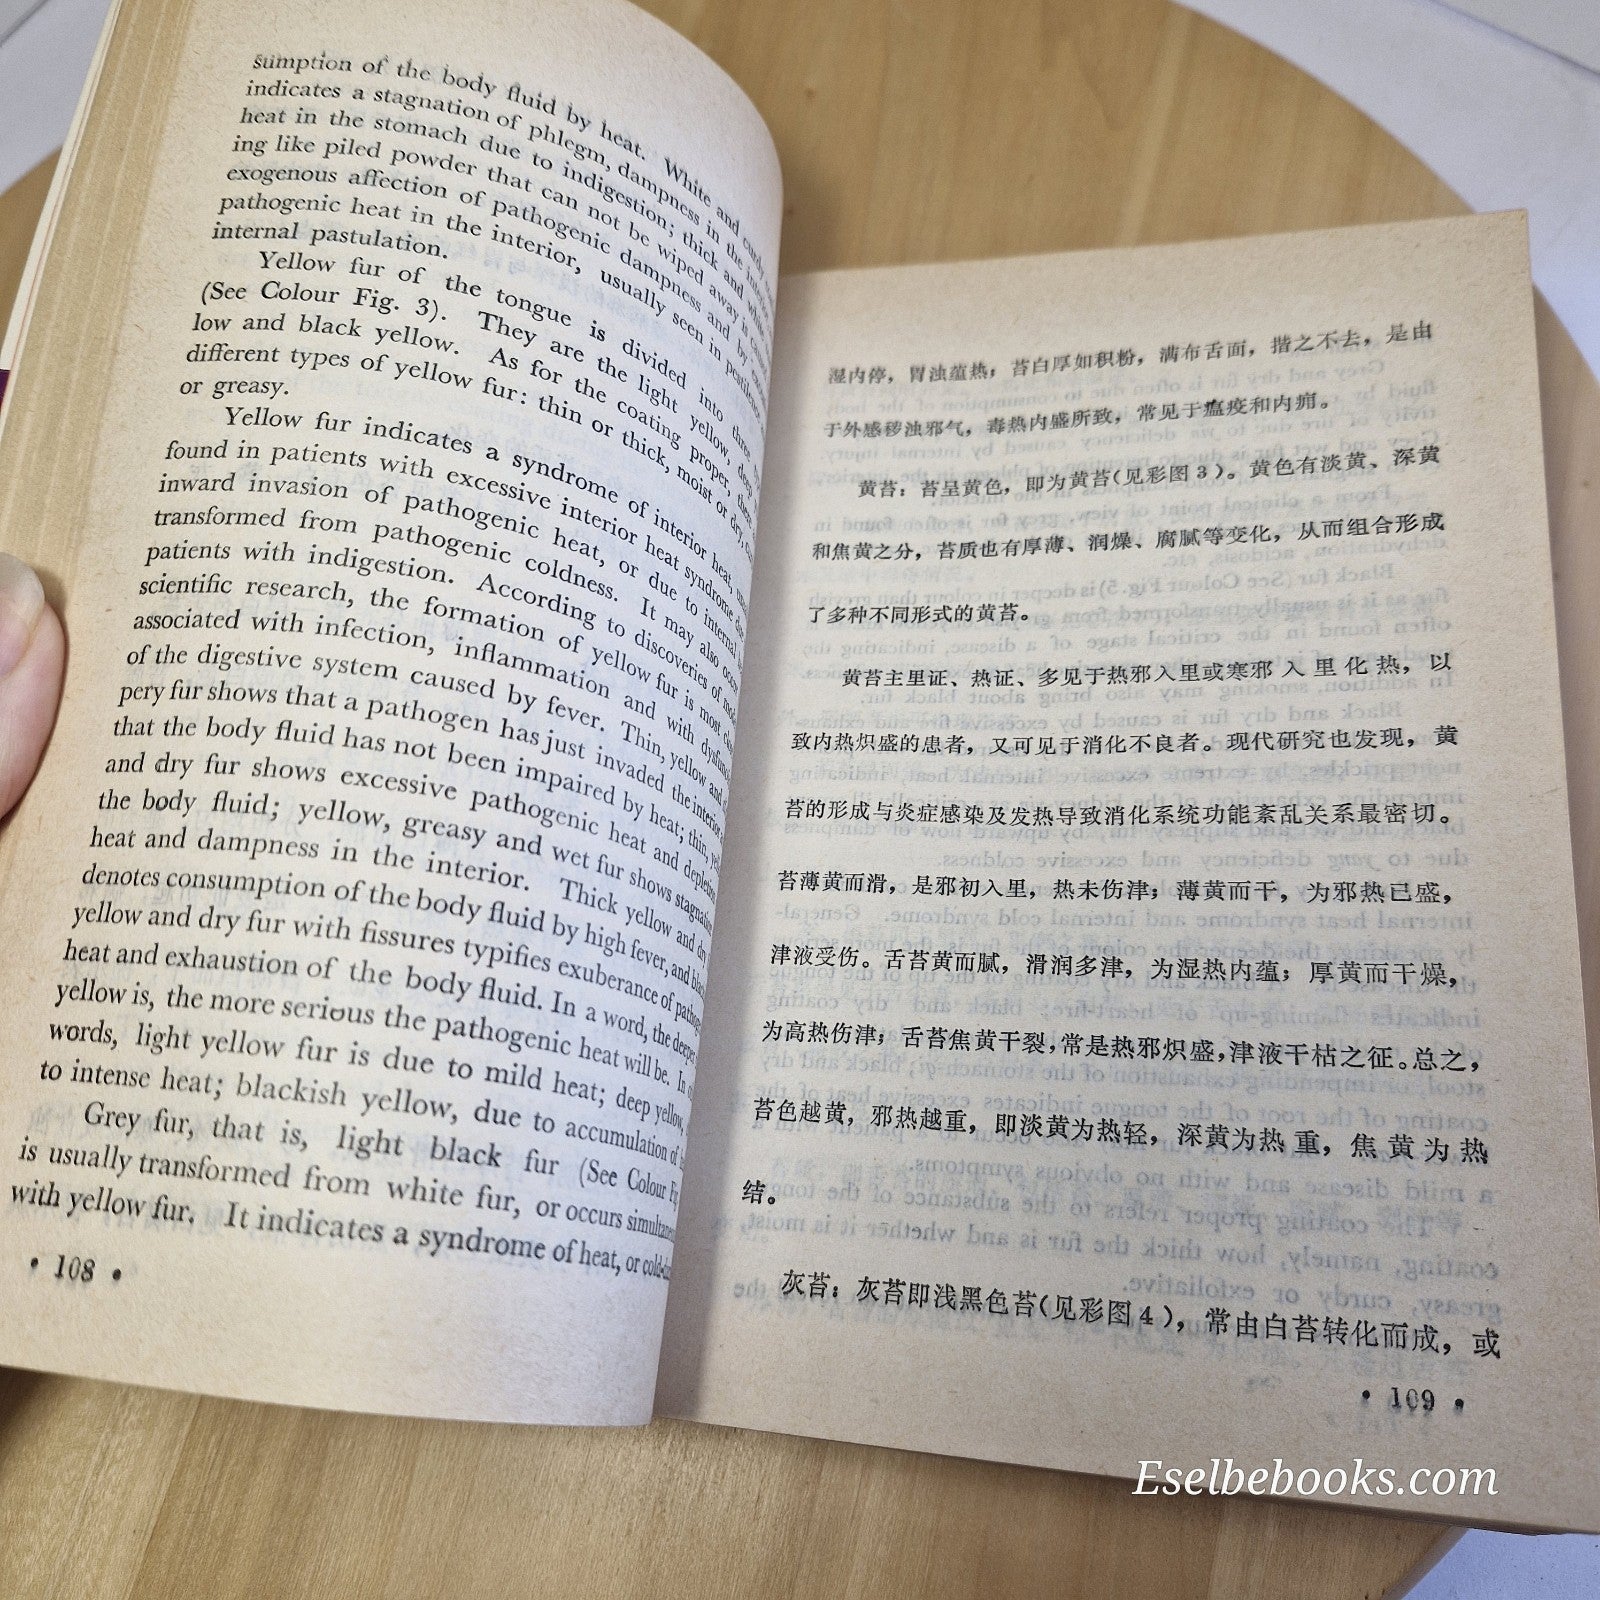 sumption of the body fluid by heat. White and curdy
indicates a stagnation of phlegm, dampness in the interior
heat in the stomach due to indigestion; thick and white
ing like piled powder that can not be wiped away is caused
exogenous affection of pathogenic dampness and by
pathogenic heat in the interior, usually seen in pestilence
internal pastulation.
Yellow fur of the tongue is divided into three
(See Colour Fig. 3). They are the light yellow, deep
low and black yellow. As for the coating proper, there
different types of yellow fur: thin or thick, moist or dry,
or greasy.
Yellow fur indicates a syndrome of interior heat,
found in patients with excessive interior heat syndrome due
inward invasion of pathogenic heat, or due to internal
transformed from pathogenic coldness. It may also occur
patients with indigestion. According to discoveries of
scientific research, the formation of yellow fur is most
associated with infection, inflammation and with
of the digestive system caused by fever. Thin, yellow and
pery fur shows that a pathogen has just invaded the interior
that the body fluid has not been impaired by heat; thin,
and dry fur shows excessive pathogenic heat and depletion
the body fluid; yellow, greasy and wet fur shows stagnation
heat and dampness in the interior. Thick yellow and dry
denotes consumption of the body fluid by high fever, and
yellow and dry fur with fissures typifies exuberance of
heat and exhaustion of the body fluid. In a word, the deeper
yellow is, the more serious the pathogenic heat will be. In
words, light yellow fur is due to mild heat; deep yellow,
to intense heat; blackish yellow, due to accumulation of
Grey fur, that is, light black fur (See Colour Fig
is usually transformed from white fur, or occurs
with yellow fur. It indicates a syndrome of heat, or
• 108 •
湿内停，胃浊蕴热；苔白厚如积粉，满布舌面，揩之不去，是由
于外感秽浊邪气，毒热内盛所致，常见于瘟疫和内痈。
黄苔：苔呈黄色，即为黄苔（见彩图3）。黄色有淡黄、深黄
和焦黄之分，苔质也有厚薄、润燥、腐腻等变化，从而组合形成
了多种不同形式的黄苔。
黄苔主里证、热证、多见于热邪入里或寒邪入里化热，以
致内热炽盛的患者，又可见于消化不良者。现代研究也发现，黄
苔的形成与炎症感染及发热导致消化系统功能紊乱关系最密切。
苔薄黄而滑，是邪初入里，热未伤津；薄黄而干，为邪热已盛，
津液受伤。舌苔黄而腻，滑润多津，为湿热内蕴；厚黄而干燥，
为高热伤津；舌苔焦黄干裂，常是热邪炽盛，津液干枯之征。总之，
苔色越黄，邪热越重，即淡黄为热轻，深黄为热重，焦黄为热
结。
灰苔：灰苔即浅黑色苔（见彩图4），常由白苔转化而成，或
• 109 •
Eselbebooks.com